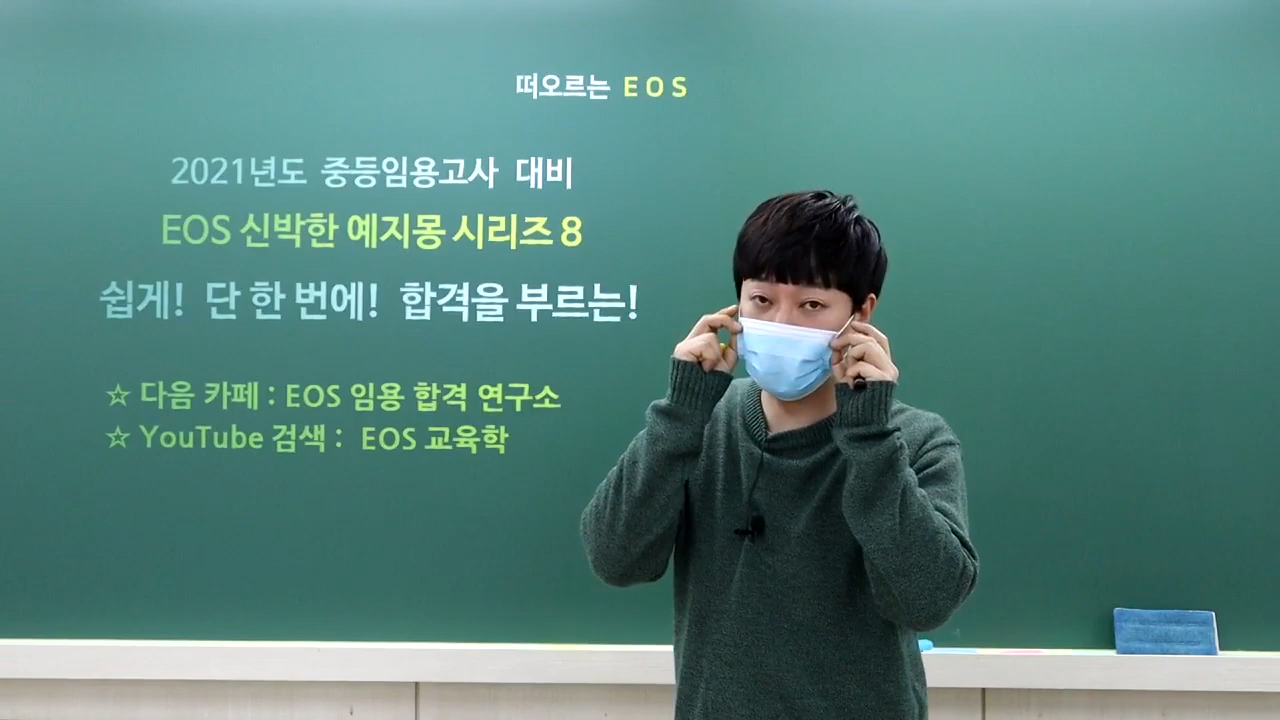 떠오르는 EOS
2021년도 중등임용고사 대비
EOS 신박한 예지몽 시리즈 8
쉽게! 단 한 번에! 합격을 부르는!
☆ 다음 카페 : EOS 임용 합격 연구소
☆ YouTube 검색 : EOS 교육학